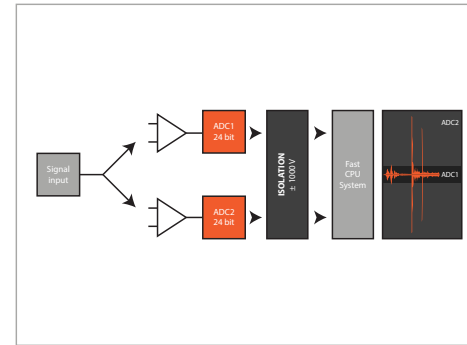 Signal
input
ADC1
24 bit
ADC2
24 bit
ISOLATION
± 1000 V
Fast
CPU
System
ADC2
ADC1